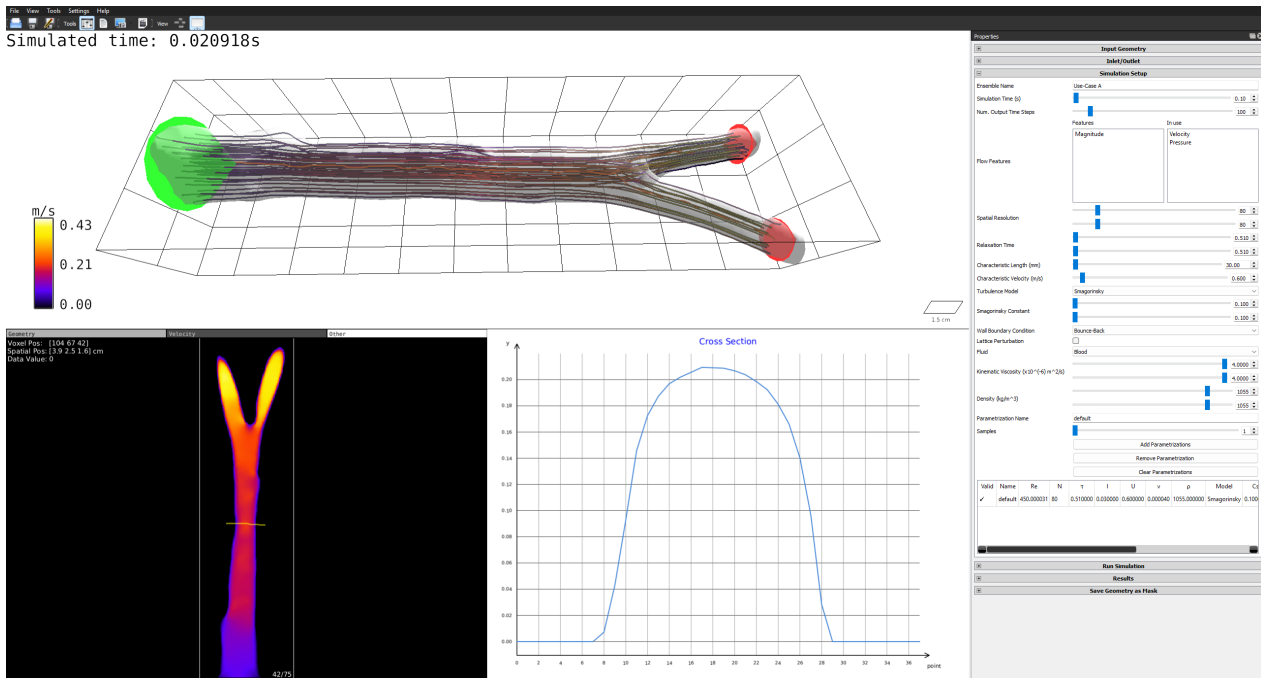 File View Tools Settings Help
Tools View
Simulated time: 0.020918s
m/s
0.43
0.21
0.00
1.5 cm
Geometry Velocity Other
Voxel Pos: [104 67 42]
Spatial Pos: [3.9 2.5 1.6] cm
Data Value: 0
42/75
Cross Section
y
0.20
0.18
0.16
0.14
0.12
0.10
0.08
0.06
0.04
0.02
0.00
0 2 4 6 8 10 12 14 16 18 20 22 24 26 28 30 32 34 36
point
Properties
Input Geometry
Inlet/Outlet
Simulation Setup
Ensemble Name Use-Case A
Simulation Time (s) 0.10
Num. Output Time Steps 100
Features In use
Flow Features
Magnitude Velocity
Pressure
Spatial Resolution 80
80
Relaxation Time 0.510
0.510
Characteristic Length (mm) 30.00
Characteristic Velocity (m/s) 0.600
Turbulence Model Smagorinsky
Smagorinsky Constant 0.100
0.100
Wall Boundary Condition Bounce-Back
Lattice Perturbation
Fluid Blood
Kinematic Viscosity (x10^(-6) m^2/s) 4.0000
4.0000
Density (kg/m^3) 1055
1055
Parametrization Name default
Samples 1
Add Parametrizations
Remove Parametrization
Clear Parametrizations
Valid Name Re N τ l U ν ρ Model Cs
✓ default 450.000031 80 0.510000 0.030000 0.600000 0.000040 1055.000000 Smagorinsky 0.100
Run Simulation
Results
Save Geometry as Mask